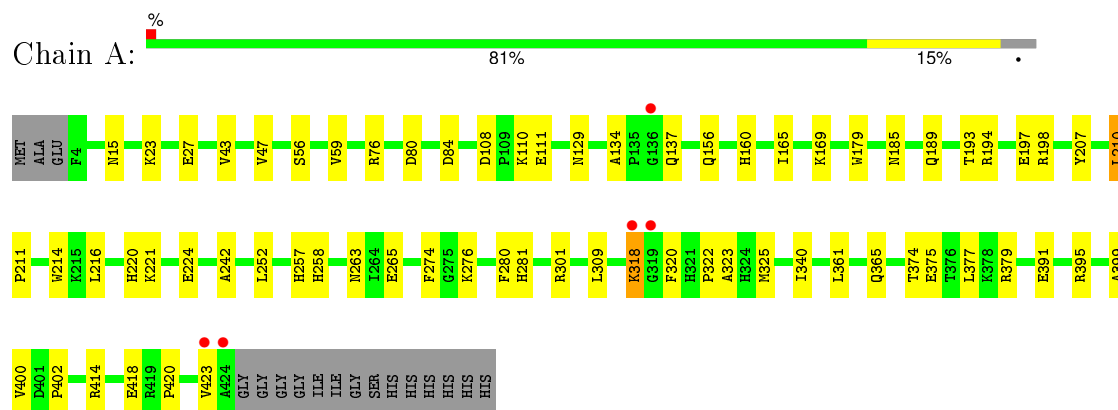 %
Chain A:
81% 15% •
MET ALA GLU F4 N15 K23 E27 V43 V47 S56 V59 R76 D80 D84 D108 P109 K110 E111 N129 A134 P135 G136 Q137 Q156 H160 I165 K169 W179 N185 Q189 T193 R194 E197 R198 Y207 L210
P211 W214 K215 L216 H220 K221 E224 A242 L252 H257 H258 N263 I264 E265 F274 G275 K276 F280 H281 R301 L309 K318 G319 F320 H321 P322 A323 H324 M325 I340 L361 Q365 T374 E375 T376 L377 K378 R379 E391 R395 A399
V400 D401 P402 R414 E418 R419 P420 V423 A424 GLY GLY GLY GLY ILE ILE GLY SER HIS HIS HIS HIS HIS HIS